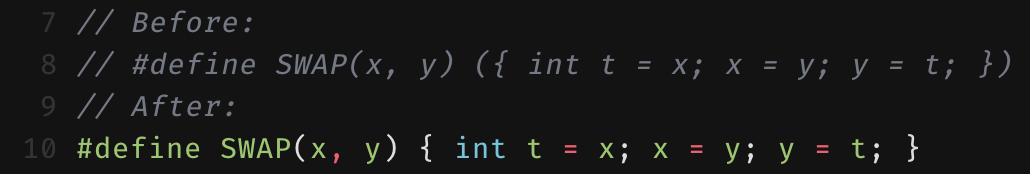 7 // Before:
8 // #define SWAP(x, y) ({ int t = x; x = y; y = t; })
9 // After:
10 #define SWAP(x, y) { int t = x; x = y; y = t; }